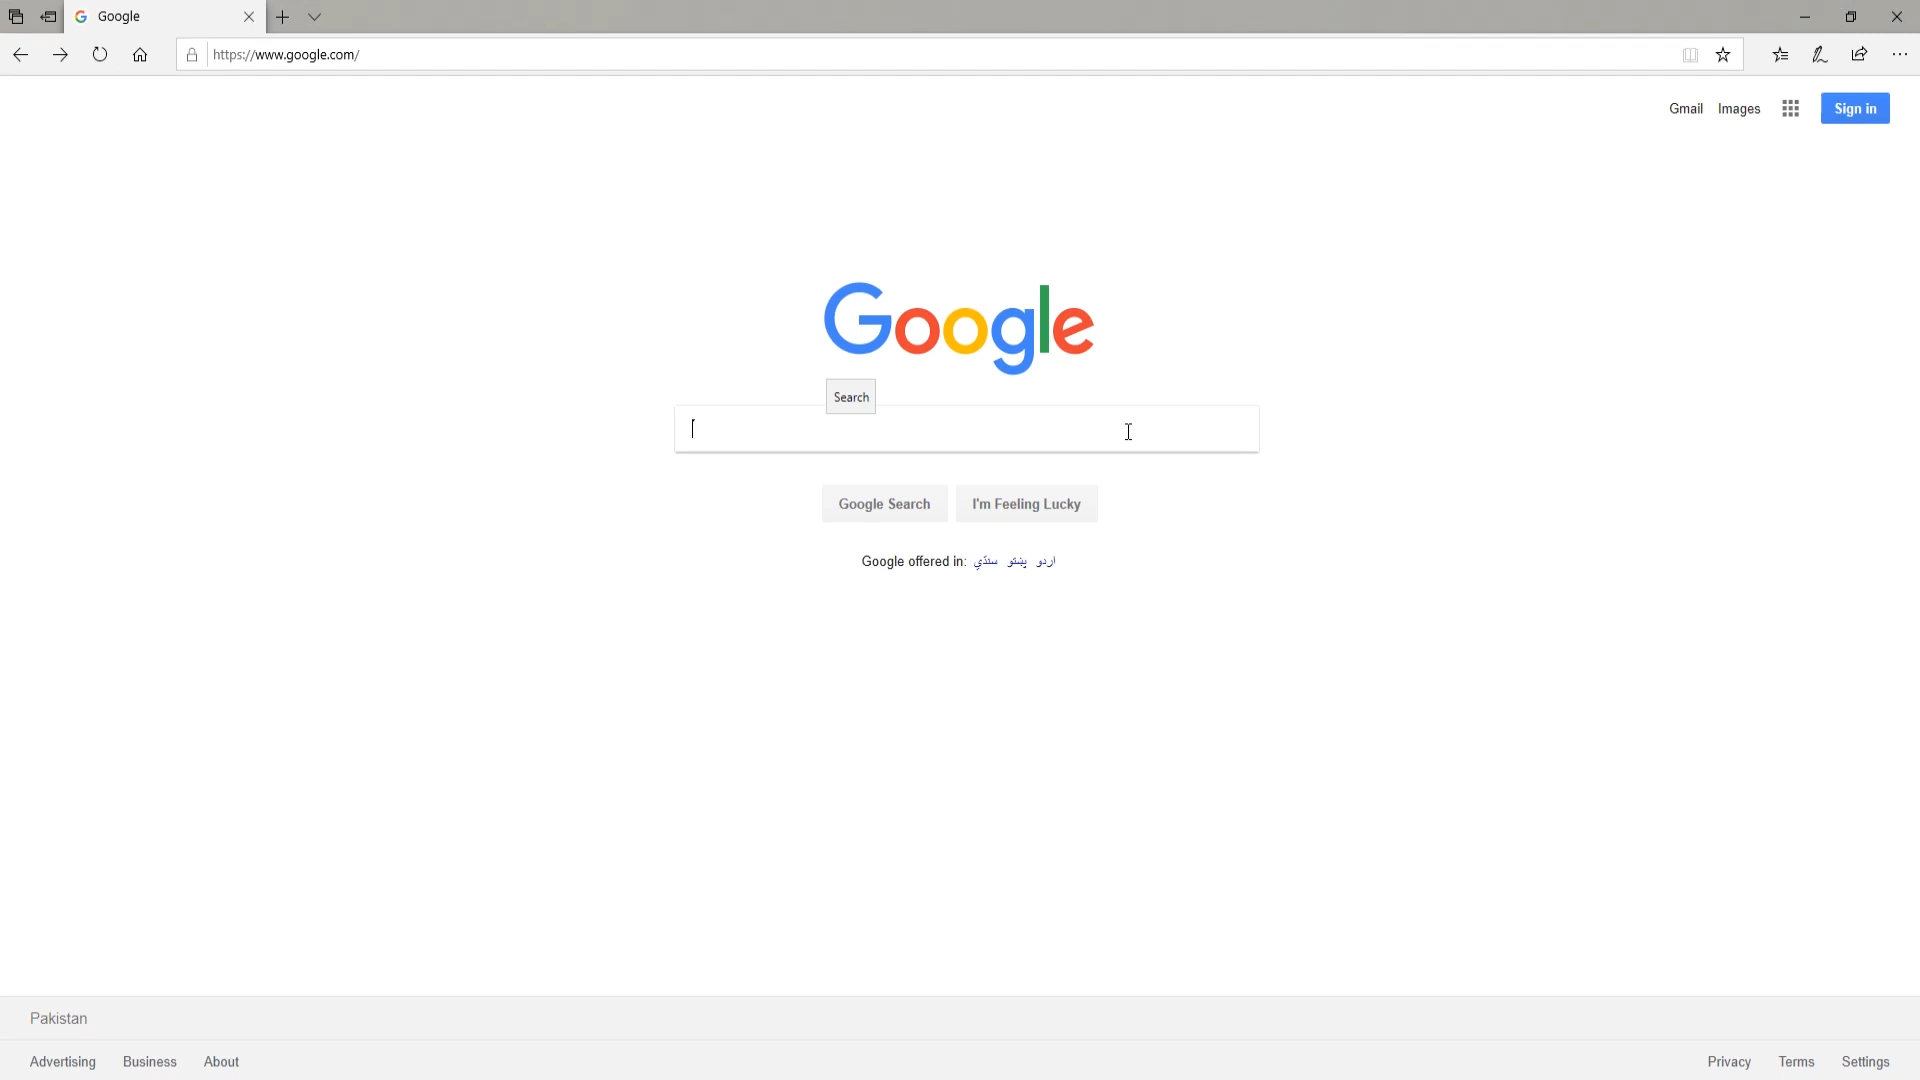 Google
https://www.google.com/
Gmail Images Sign in
Google
Search
Google Search I'm Feeling Lucky
Google offered in: اردو پښتو سنڌي
Pakistan
Advertising Business About Privacy Terms Settings